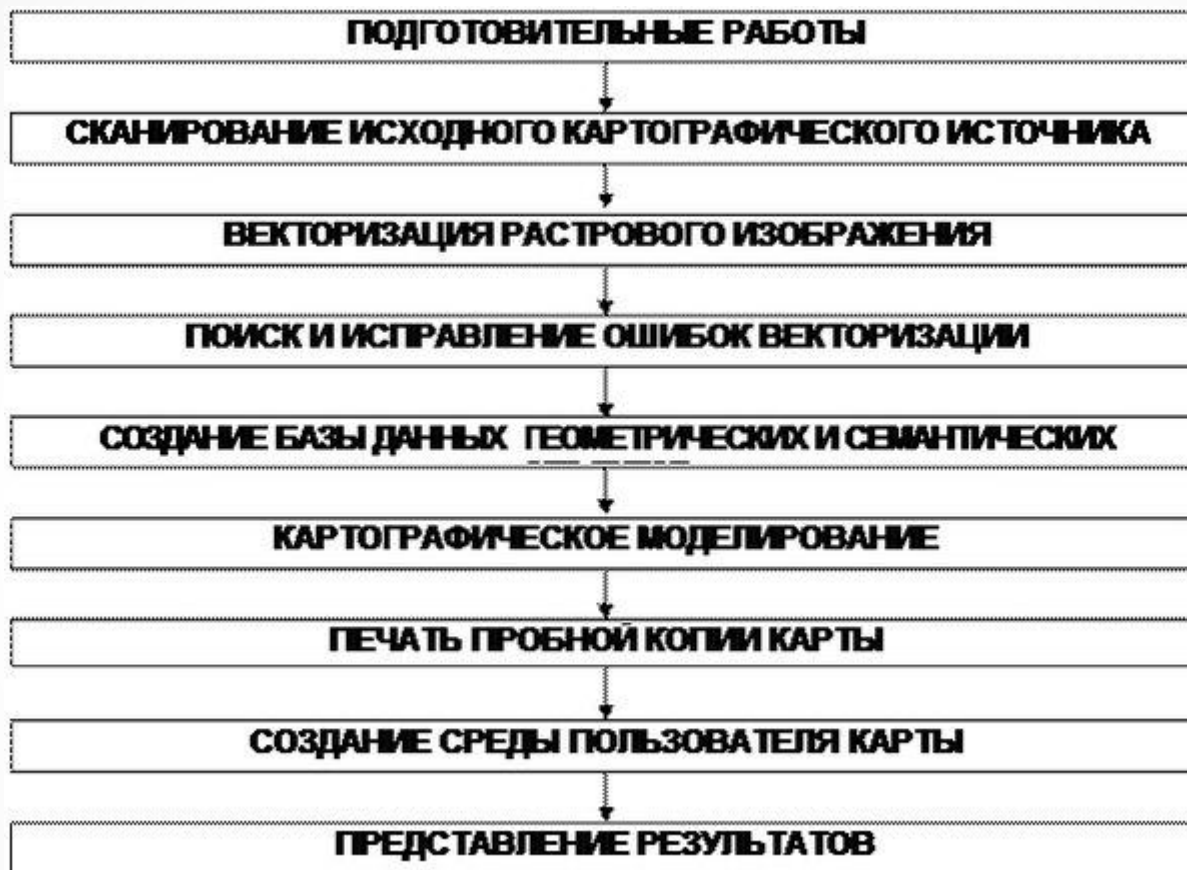 ПОДГОТОВИТЕЛЬНЫЕ РАБОТЫ
СКАНИРОВАНИЕ ИСХОДНОГО КАРТОГРАФИЧЕСКОГО ИСТОЧНИКА
ВЕКТОРИЗАЦИЯ РАСТРОВОГО ИЗОБРАЖЕНИЯ
ПОИСК И ИСПРАВЛЕНИЕ ОШИБОК ВЕКТОРИЗАЦИИ
СОЗДАНИЕ БАЗЫ ДАННЫХ ГЕОМЕТРИЧЕСКИХ И СЕМАНТИЧЕСКИХ
КАРТОГРАФИЧЕСКОЕ МОДЕЛИРОВАНИЕ
ПЕЧАТЬ ПРОБНОЙ КОПИИ КАРТЫ
СОЗДАНИЕ СРЕДЫ ПОЛЬЗОВАТЕЛЯ КАРТЫ
ПРЕДСТАВЛЕНИЕ РЕЗУЛЬТАТОВ